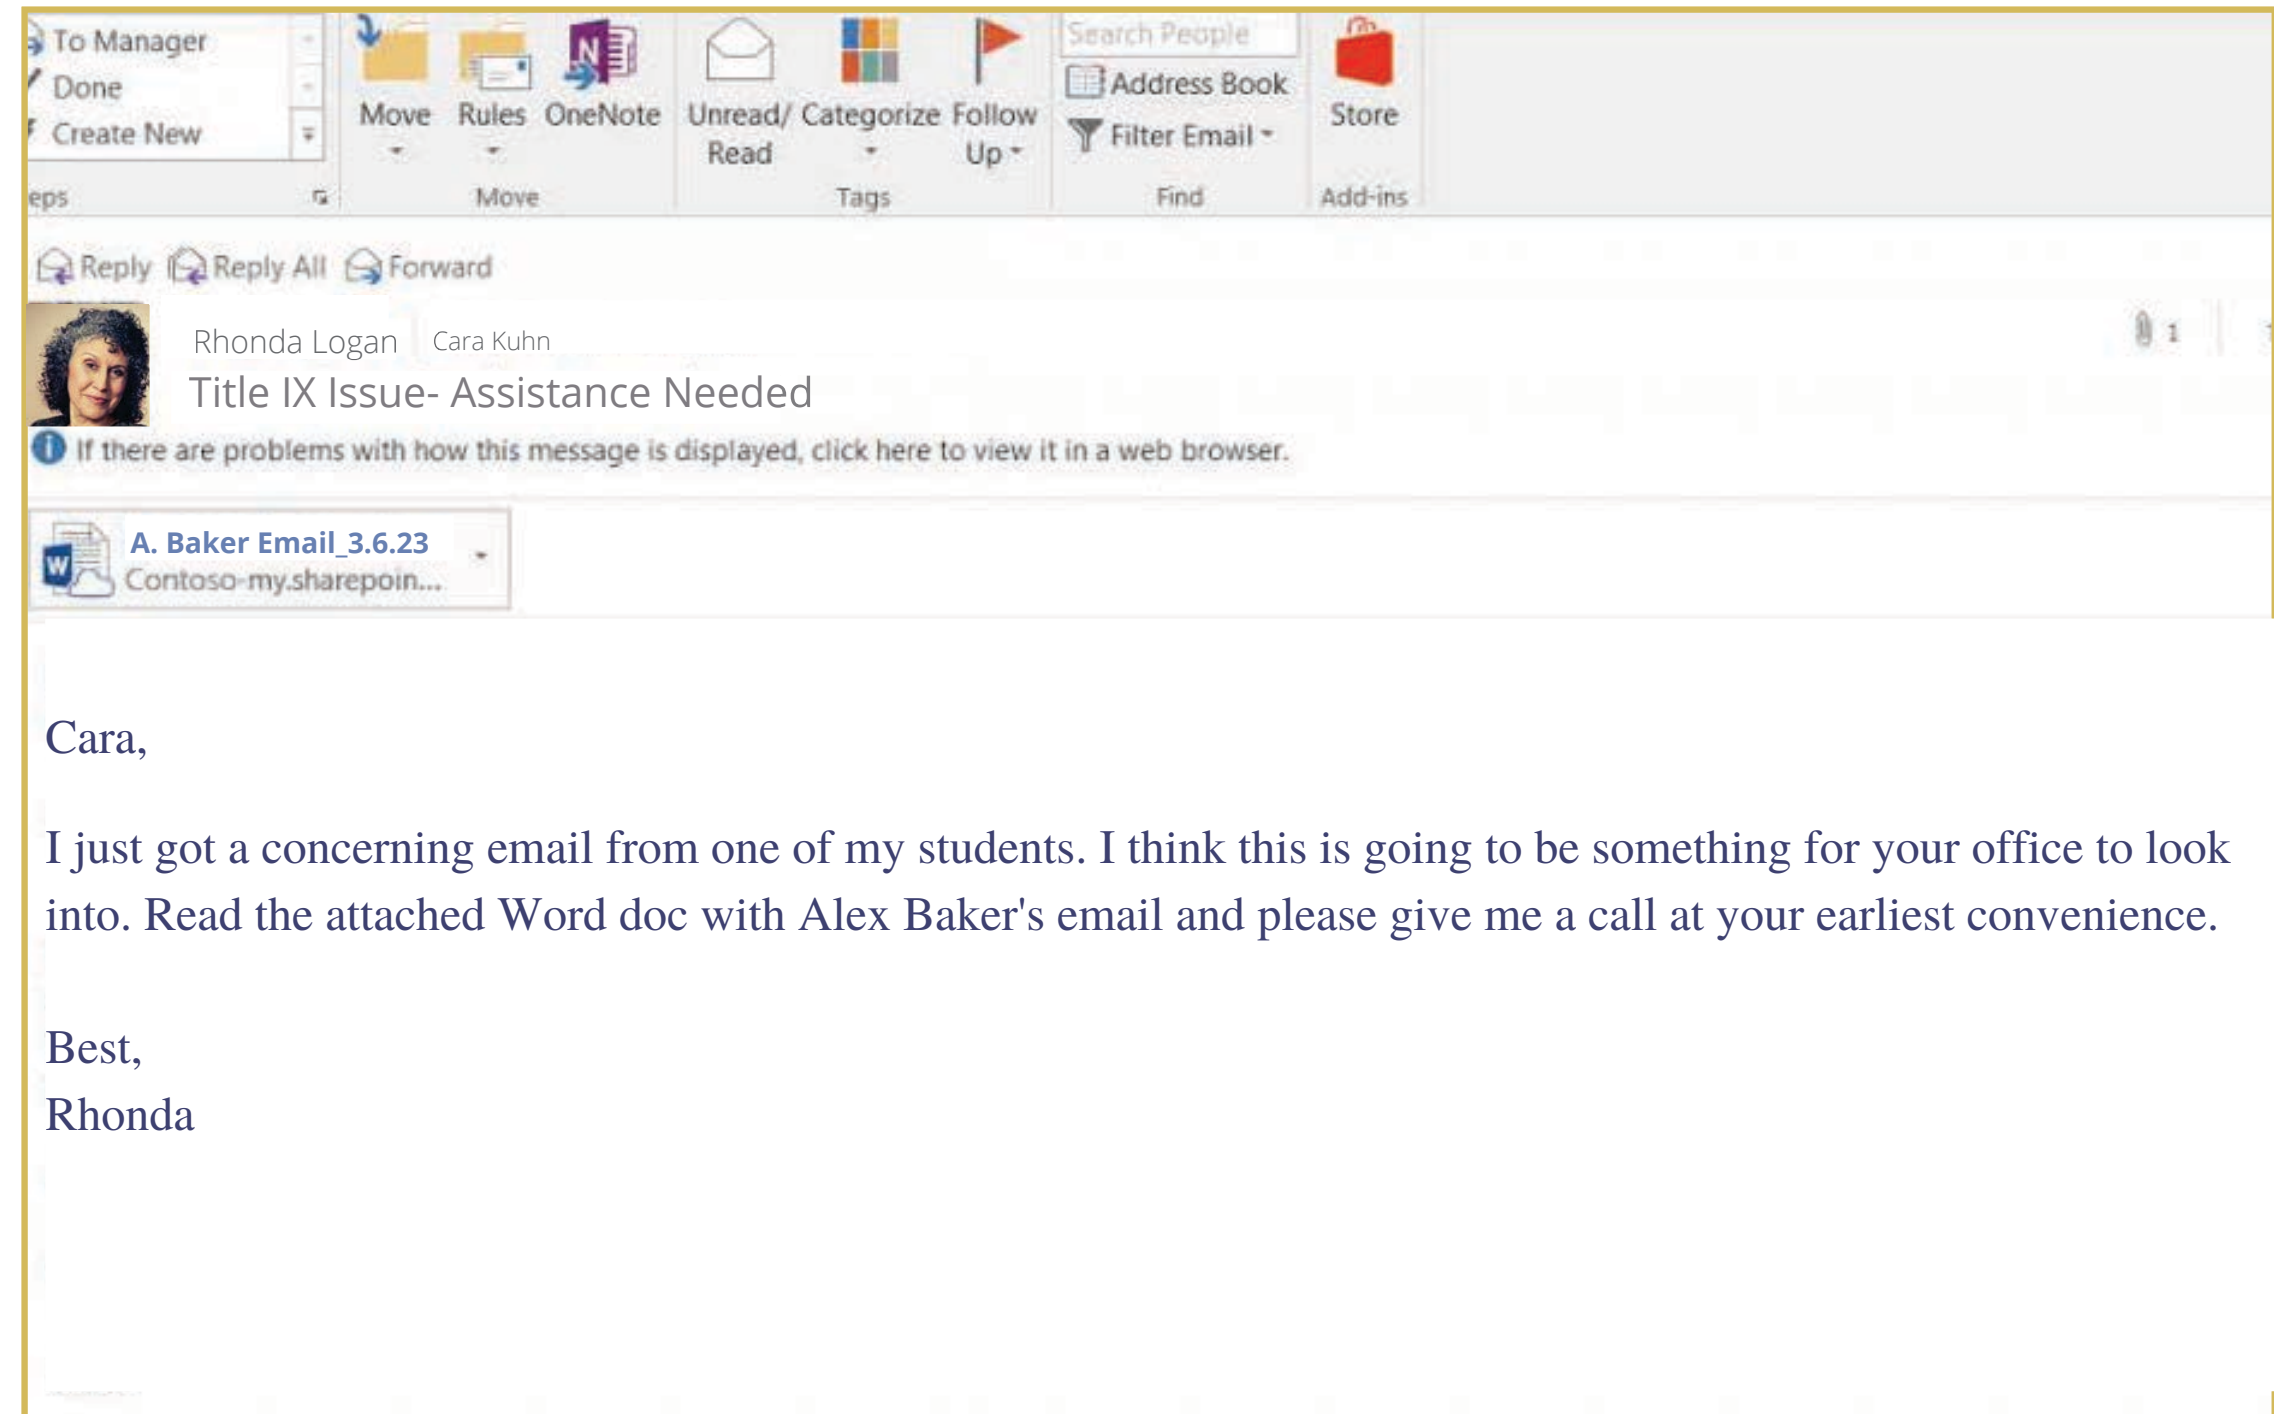 To Manager
Done
Create New
eps
Move
Rules
OneNote
Move
Unread/
Read
Categorize
Follow
Up
Tags
Search People
Address Book
Filter Email
Find
Store
Add-ins
Reply Reply All Forward
Rhonda Logan Cara Kuhn
1
Title IX Issue- Assistance Needed
If there are problems with how this message is displayed, click here to view it in a web browser.
A. Baker Email_3.6.23
Contoso-my.sharepoin...
Cara,
I just got a concerning email from one of my students. I think this is going to be something for your office to look
into. Read the attached Word doc with Alex Baker's email and please give me a call at your earliest convenience.
Best,
Rhonda